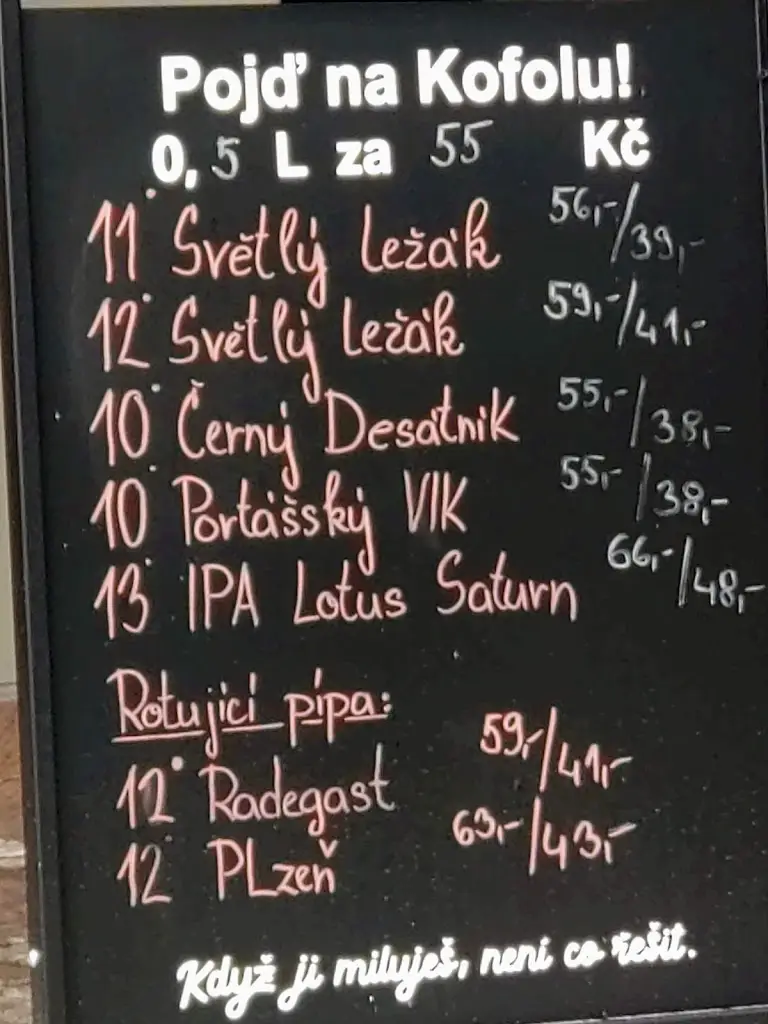 Pojď na Kofolu!
0,5 L za 55 Kč
11° Světlý Ležák 56,-/39,-
12° Světlý Ležák 59,-/41,-
10° Černý Desátnik 55,-/38,-
10° Portášský VlK 55,-/38,-
13° IPA Lotus Saturn 66,-/48,-
Rotujicí pípa:
12° Radegast 59,-/41,-
12° PLzeň 63,-/43,-
Když ji miluješ, není co řešit.